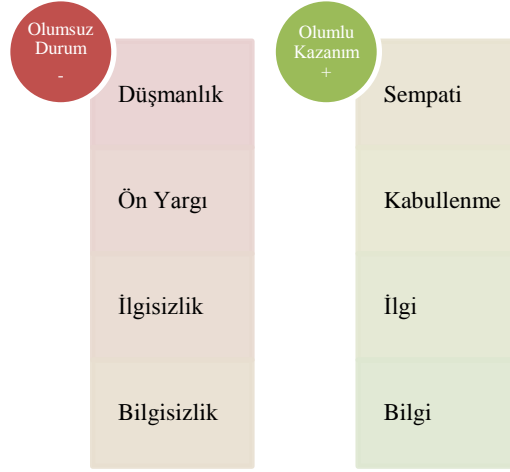 Olumsuz
Durum
-
Düşmanlık
Ön Yargı
İlgisizlik
Bilgisizlik
Olumlu
Kazanım
+
Sempati
Kabullenme
İlgi
Bilgi